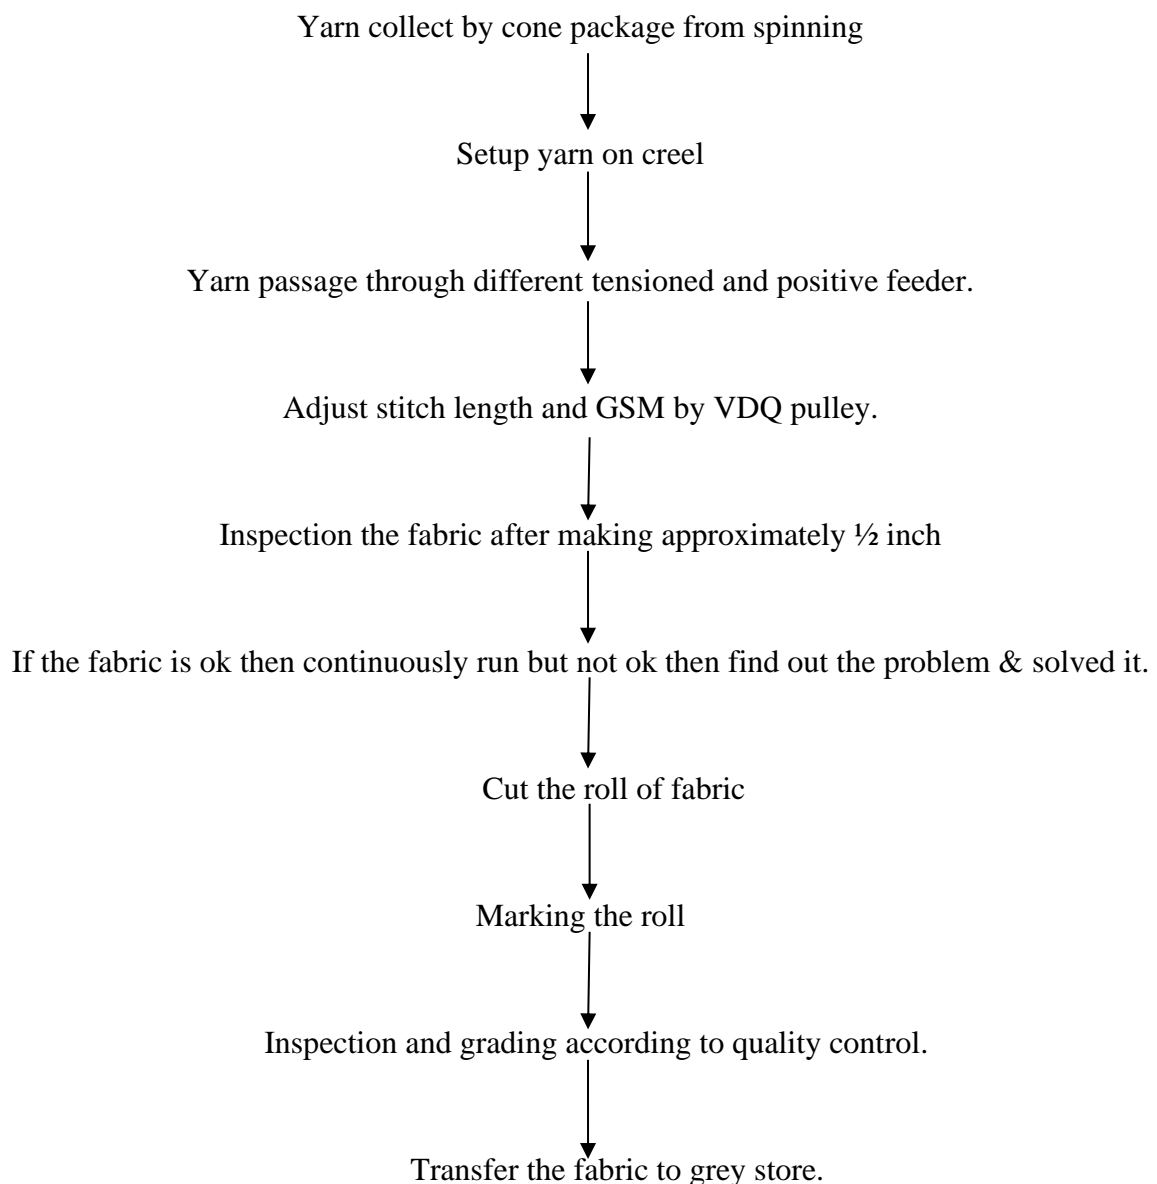 Yarn collect by cone package from spinning
Setup yarn on creel
Yarn passage through different tensioned and positive feeder.
Adjust stitch length and GSM by VDQ pulley.
Inspection the fabric after making approximately ½ inch
If the fabric is ok then continuously run but not ok then find out the problem & solved it.
Cut the roll of fabric
Marking the roll
Inspection and grading according to quality control.
Transfer the fabric to grey store.